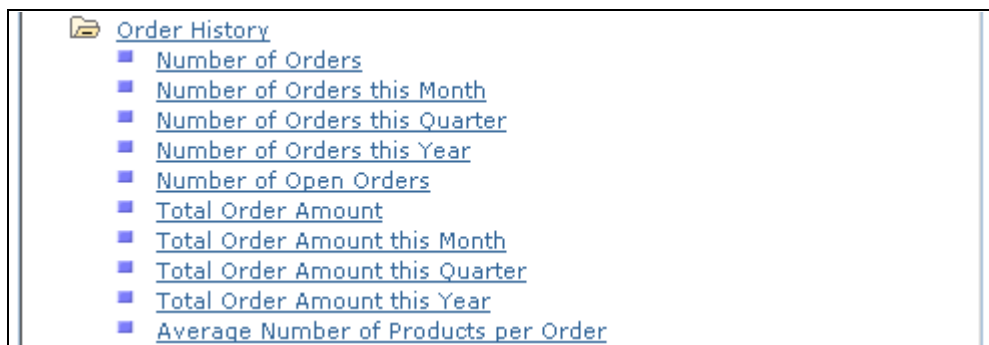 Order History
Number of Orders
Number of Orders this Month
Number of Orders this Quarter
Number of Orders this Year
Number of Open Orders
Total Order Amount
Total Order Amount this Month
Total Order Amount this Quarter
Total Order Amount this Year
Average Number of Products per Order